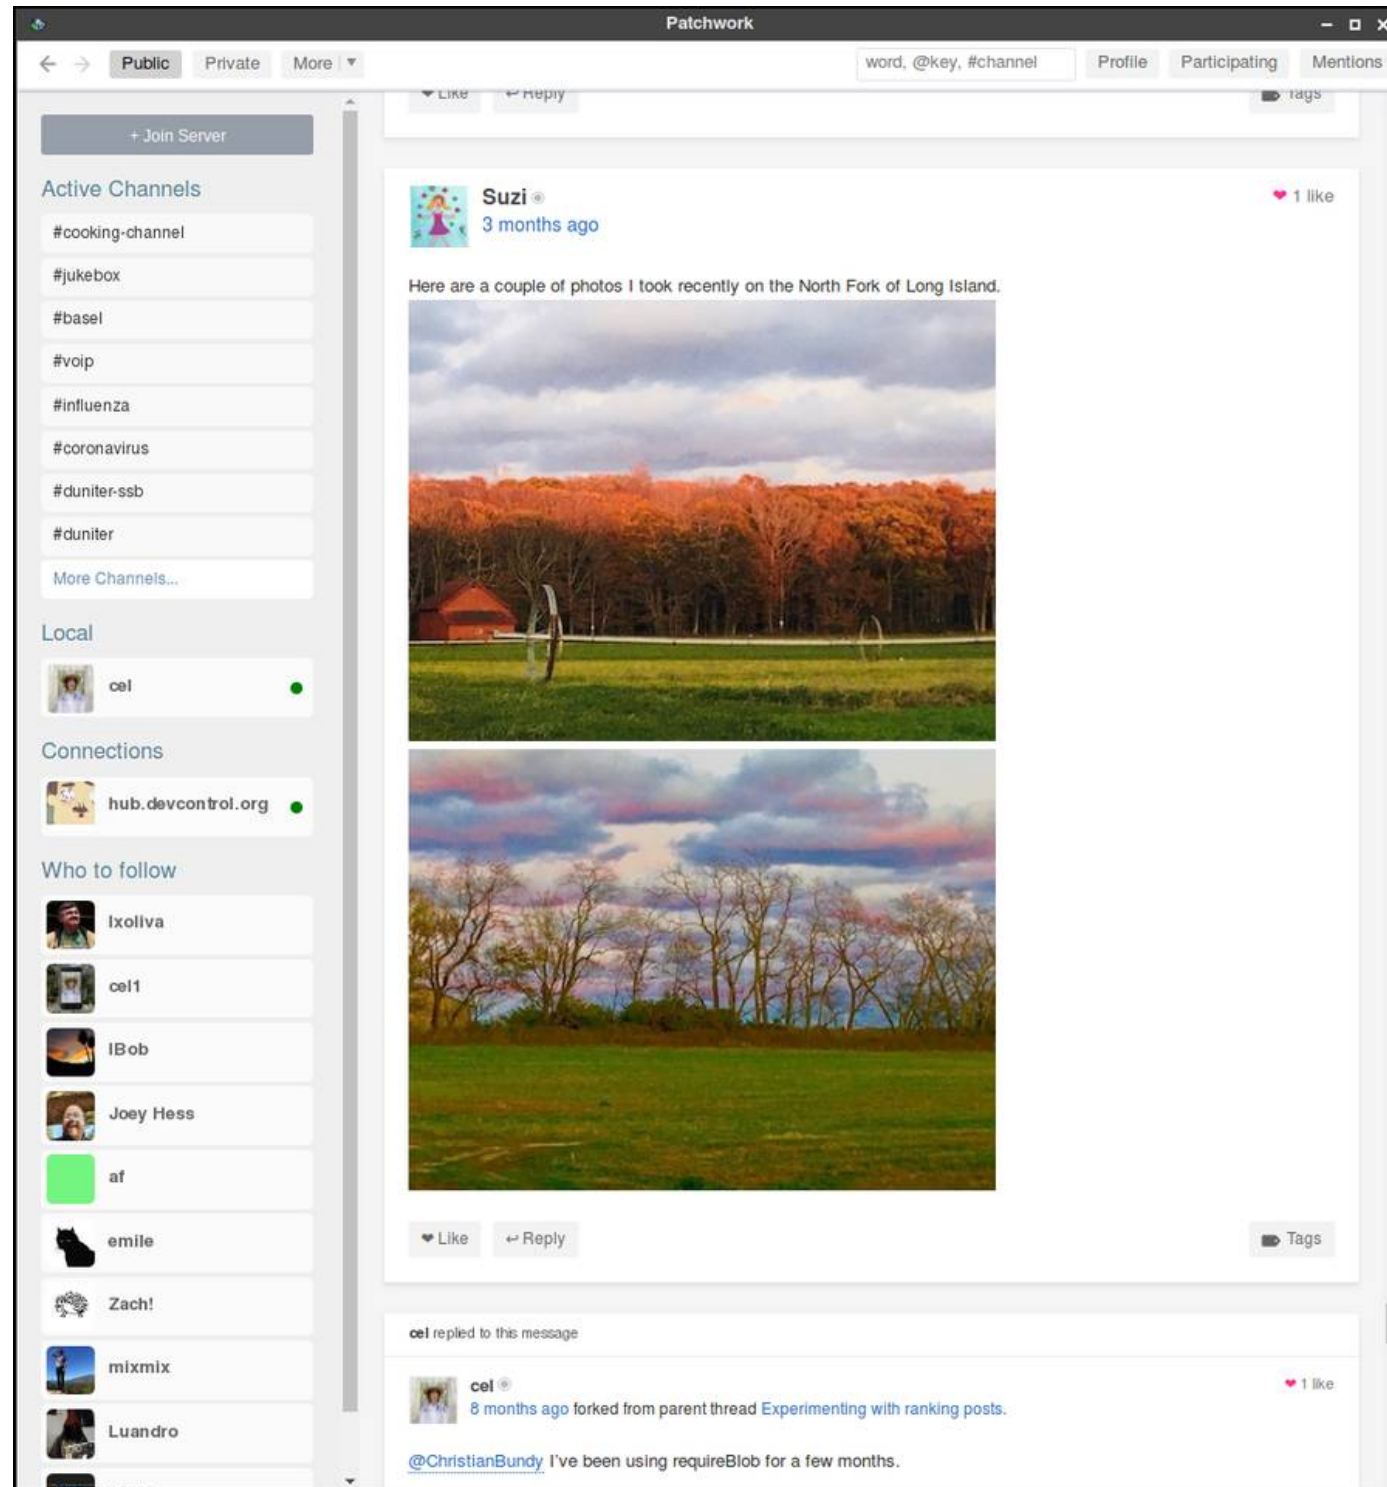 Patchwork
Public Private More word, @key, #channel Profile Participating Mentions
Like Reply Tags
+ Join Server
Active Channels
#cooking-channel
#jukebox
#basel
#voip
#influenza
#coronavirus
#duniter-ssb
#duniter
More Channels...
Local
cel
Connections
hub.devcontrol.org
Who to follow
Ixoliva
cel1
IBob
Joey Hess
af
emile
Zach!
mixmix
Luandro
Suzi
1 like
3 months ago
Here are a couple of photos I took recently on the North Fork of Long Island.
Like Reply Tags
cel replied to this message
cel
1 like
8 months ago forked from parent thread Experimenting with ranking posts.
@ChristianBundy I've been using requireBlob for a few months.